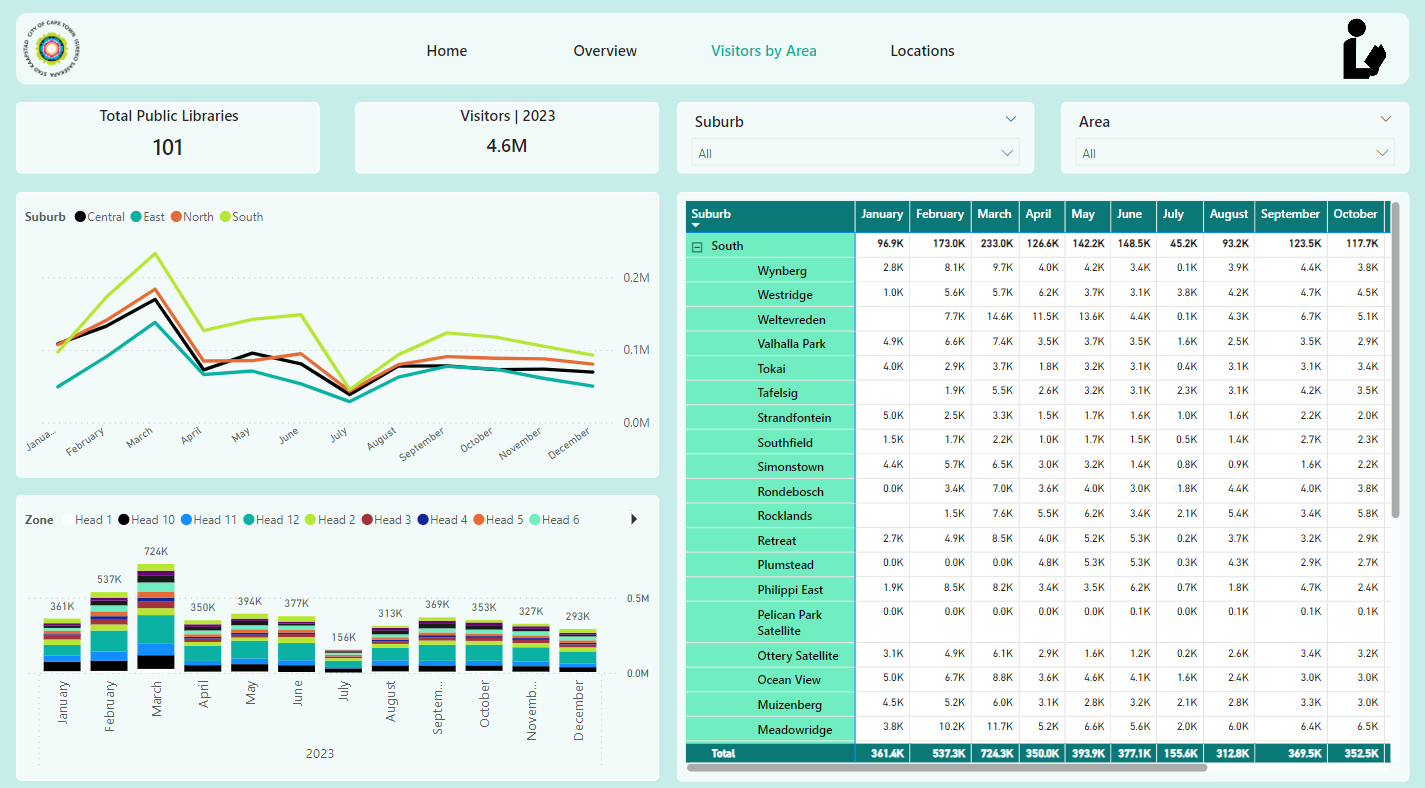 CITY OF CAPE TOWN ISIXEKO SASEKAPA STAD KAAPSTAD
Home Overview Visitors by Area Locations
Total Public Libraries
101
Visitors | 2023
4.6M
Suburb
All
Area
All
Suburb Central East North South
0.2M
0.1M
0.0M
Janua... February March April May June July August September October November December
Zone Head 1 Head 10 Head 11 Head 12 Head 2 Head 3 Head 4 Head 5 Head 6
361K 537K 724K 350K 394K 377K 156K 313K 369K 353K 327K 293K
0.5M
0.0M
January February March April May June July August Septem... October Novemb... December
2023
Suburb January February March April May June July August September October
South 96.9K 173.0K 233.0K 126.6K 142.2K 148.5K 45.2K 93.2K 123.5K 117.7K
Wynberg 2.8K 8.1K 9.7K 4.0K 4.2K 3.4K 0.1K 3.9K 4.4K 3.8K
Westridge 1.0K 5.6K 5.7K 6.2K 3.7K 3.1K 3.8K 4.2K 4.7K 4.5K
Weltevreden 7.7K 14.6K 11.5K 13.6K 4.4K 0.1K 4.3K 6.7K 5.1K
Valhalla Park 4.9K 6.6K 7.4K 3.5K 3.7K 3.5K 1.6K 2.5K 3.5K 2.9K
Tokai 4.0K 2.9K 3.7K 1.8K 3.2K 3.1K 0.4K 3.1K 3.1K 3.4K
Tafelsig 1.9K 5.5K 2.6K 3.2K 3.1K 2.3K 3.1K 4.2K 3.5K
Strandfontein 5.0K 2.5K 3.3K 1.5K 1.7K 1.6K 1.0K 1.6K 2.2K 2.0K
Southfield 1.5K 1.7K 2.2K 1.0K 1.7K 1.5K 0.5K 1.4K 2.7K 2.3K
Simonstown 4.4K 5.7K 6.5K 3.0K 3.2K 1.4K 0.8K 0.9K 1.6K 2.2K
Rondebosch 0.0K 3.4K 7.0K 3.6K 4.0K 3.0K 1.8K 4.4K 4.0K 3.8K
Rocklands 1.5K 7.6K 5.5K 6.2K 3.4K 2.1K 5.4K 3.4K 5.8K
Retreat 2.7K 4.9K 8.5K 4.0K 5.2K 5.3K 0.2K 3.7K 3.2K 2.9K
Plumstead 0.0K 0.0K 0.0K 4.8K 5.3K 5.3K 0.3K 4.3K 2.9K 2.7K
Philippi East 1.9K 8.5K 8.2K 3.4K 3.5K 6.2K 0.7K 1.8K 4.7K 2.4K
Pelican Park Satellite 0.0K 0.0K 0.0K 0.0K 0.0K 0.1K 0.0K 0.1K 0.1K 0.1K
Ottery Satellite 3.1K 4.9K 6.1K 2.9K 1.6K 1.2K 0.2K 2.6K 3.4K 3.2K
Ocean View 5.0K 6.7K 8.8K 3.6K 4.6K 4.1K 1.6K 2.4K 3.0K 3.0K
Muizenberg 4.5K 5.2K 6.0K 3.1K 2.8K 3.2K 2.1K 2.8K 3.3K 3.0K
Meadowridge 3.8K 10.2K 11.7K 5.2K 6.6K 5.6K 2.0K 6.0K 6.4K 6.5K
Total 361.4K 537.3K 724.3K 350.0K 393.9K 377.1K 155.6K 312.8K 369.5K 352.5K